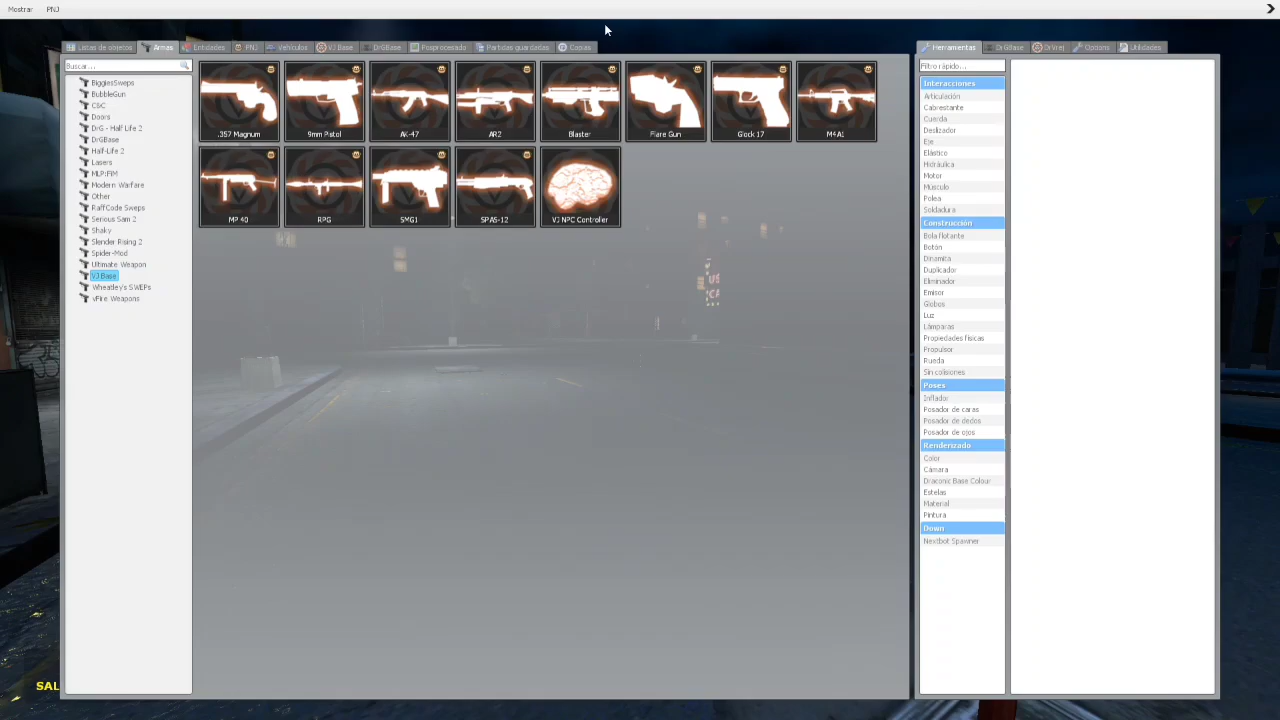 Mostrar PNJ
Listas de objetos Armas Entidades PNJ Vehículos VJ Base DrGBase Posprocesado Partidas guardadas Copias
Herramientas DrGBase DrVrej Options Utilidades
Buscar...
Filtro rápido...
BiggiesSweps
BubbleGun
C&C
Doors
DrG - Half Life 2
DrGBase
Half-Life 2
Lasers
MLP:FiM
Modern Warfare
Other
RaffCode Sweps
Serious Sam 2
Shaky
Slender Rising 2
Spider-Mod
Ultimate Weapon
VJ Base
Wheatley's SWEPs
vFire Weapons
.357 Magnum 9mm Pistol AK-47 AR2 Blaster Flare Gun Glock 17 M4A1
MP 40 RPG SMG1 SPAS-12 VJ NPC Controller
Interacciones
Articulación
Cabrestante
Cuerda
Deslizador
Eje
Elástico
Hidráulica
Motor
Músculo
Polea
Soldadura
Construcción
Bola flotante
Botón
Dinamita
Duplicador
Eliminador
Emisor
Globos
Luz
Lámparas
Propiedades físicas
Propulsor
Rueda
Sin colisiones
Poses
Inflador
Posador de caras
Posador de dedos
Posador de ojos
Renderizado
Color
Cámara
Draconic Base Colour
Estelas
Material
Pintura
Down
Nextbot Spawner
SAL